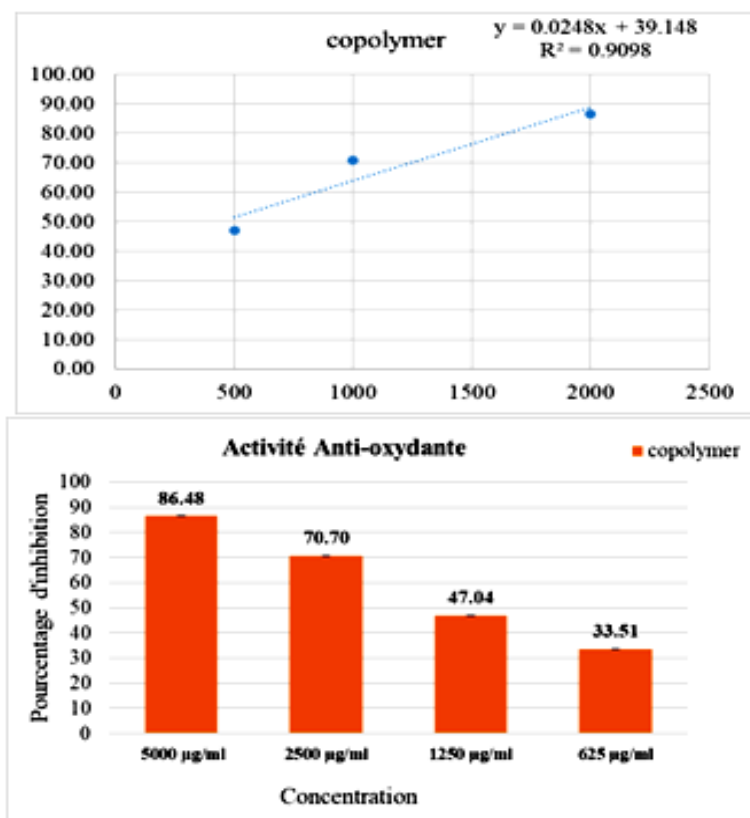 copolymer
y = 0.0248x + 39.148
R² = 0.9098
100.00
90.00
80.00
70.00
60.00
50.00
40.00
30.00
20.00
10.00
0.00
0 500 1000 1500 2000 2500
Activité Anti-oxydante
copolymer
Pourcentage d'inhibition
100
90
80
70
60
50
40
30
20
10
0
86.48
70.70
47.04
33.51
5000 µg/ml 2500 µg/ml 1250 µg/ml 625 µg/ml
Concentration